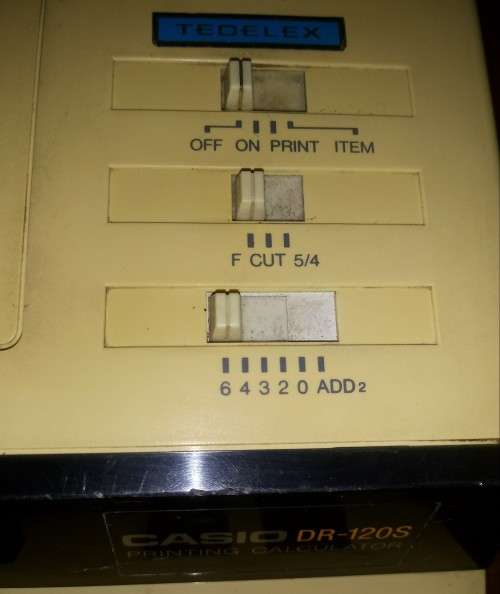 TEDELEX
OFF ON PRINT ITEM
F CUT 5/4
6 4 3 2 0 ADD2
CASIO DR-120S
PRINTING CALCULATOR